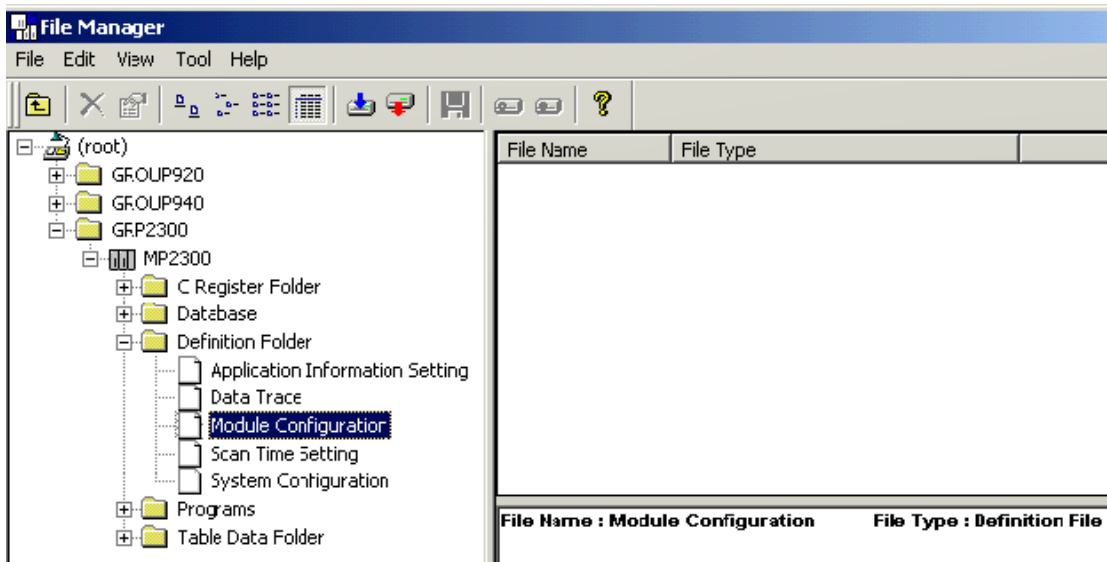 File Manager
File Edit View Tool Help
(root)
GROUP920
GROUP940
GRP2300
MP2300
C Register Folder
Database
Definition Folder
Application Information Setting
Data Trace
Module Configuration
Scan Time Setting
System Configuration
Programs
Table Data Folder
File Name File Type
File Name : Module Configuration File Type : Definition File